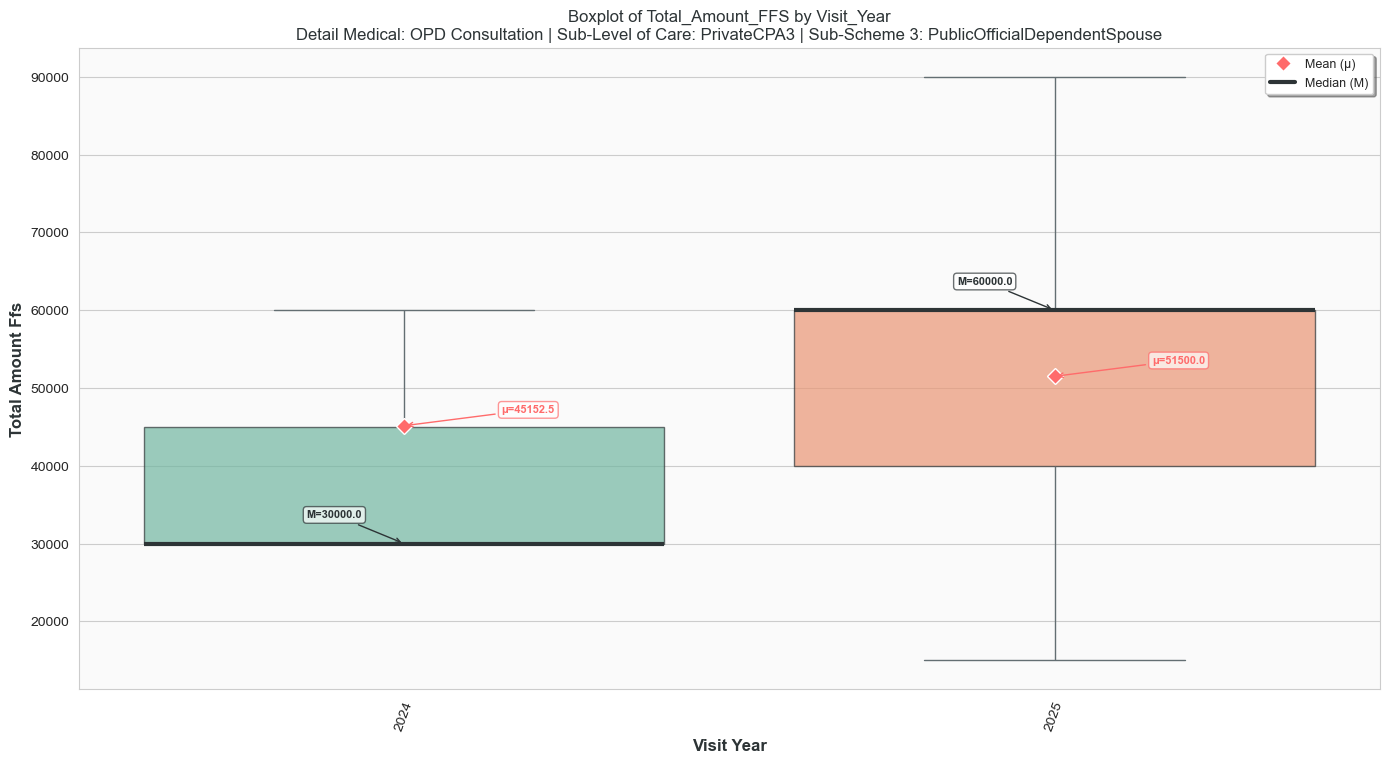 Boxplot of Total_Amount_FFS by Visit_Year
Detail Medical: OPD Consultation | Sub-Level of Care: PrivateCPA3 | Sub-Scheme 3: PublicOfficialDependentSpouse
Mean (μ)
Median (M)
90000
80000
70000
60000
50000
40000
30000
20000
Total Amount Ffs
M=60000.0
μ=51500.0
μ=45152.5
M=30000.0
2024
2025
Visit Year